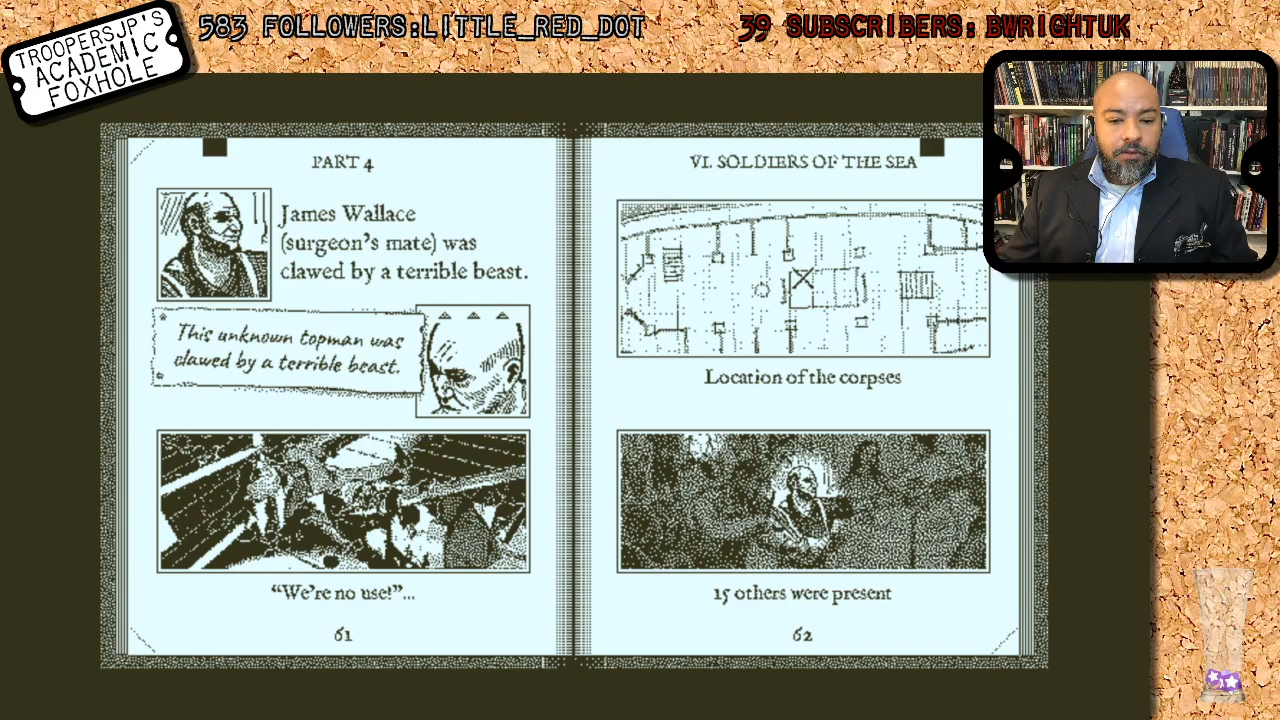 TROOPERSJP'S
ACADEMIC
FOXHOLE
583 FOLLOWERS:LITTLE_RED_DOT
39 SUBSCRIBERS: BWRIGHTUK
PART 4
James Wallace
(surgeon's mate) was
clawed by a terrible beast.
This unknown topman was
clawed by a terrible beast.
"We're no use!"...
61
VI. SOLDIERS OF THE SEA
Location of the corpses
15 others were present
62